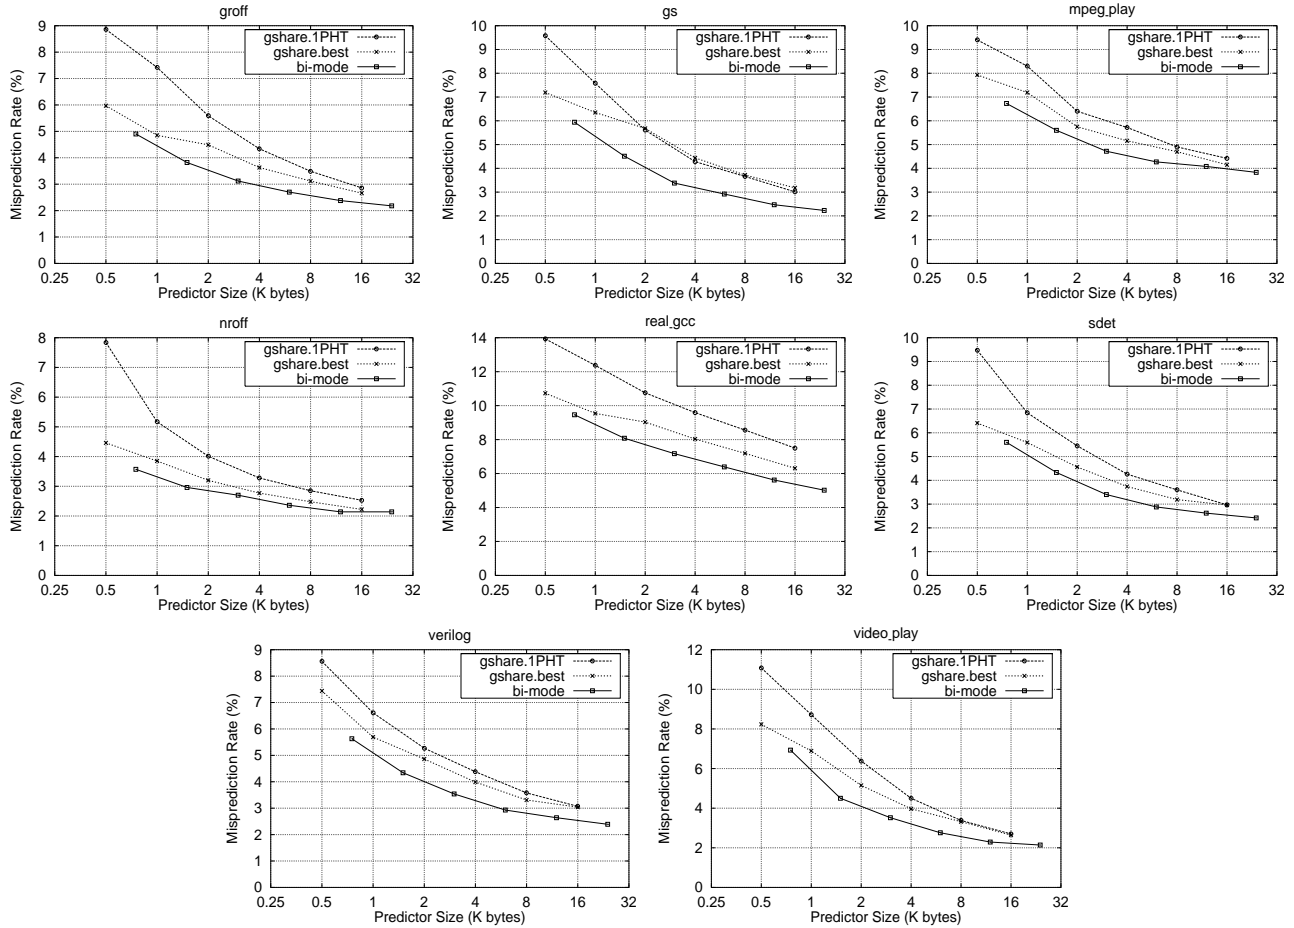 groff
gshare.1PHT
gshare.best
bi-mode
Misprediction Rate (%)
9
8
7
6
5
4
3
2
1
0
0.25 0.5 1 2 4 8 16 32
Predictor Size (K bytes)
gs
gshare.1PHT
gshare.best
bi-mode
Misprediction Rate (%)
10
9
8
7
6
5
4
3
2
1
0
0.25 0.5 1 2 4 8 16 32
Predictor Size (K bytes)
mpeg_play
gshare.1PHT
gshare.best
bi-mode
Misprediction Rate (%)
10
9
8
7
6
5
4
3
2
1
0
0.25 0.5 1 2 4 8 16 32
Predictor Size (K bytes)
nroff
gshare.1PHT
gshare.best
bi-mode
Misprediction Rate (%)
8
7
6
5
4
3
2
1
0
0.25 0.5 1 2 4 8 16 32
Predictor Size (K bytes)
real_gcc
gshare.1PHT
gshare.best
bi-mode
Misprediction Rate (%)
14
12
10
8
6
4
2
0
0.25 0.5 1 2 4 8 16 32
Predictor Size (K bytes)
sdet
gshare.1PHT
gshare.best
bi-mode
Misprediction Rate (%)
10
9
8
7
6
5
4
3
2
1
0
0.25 0.5 1 2 4 8 16 32
Predictor Size (K bytes)
verilog
gshare.1PHT
gshare.best
bi-mode
Misprediction Rate (%)
9
8
7
6
5
4
3
2
1
0
0.25 0.5 1 2 4 8 16 32
Predictor Size (K bytes)
video_play
gshare.1PHT
gshare.best
bi-mode
Misprediction Rate (%)
12
10
8
6
4
2
0
0.25 0.5 1 2 4 8 16 32
Predictor Size (K bytes)